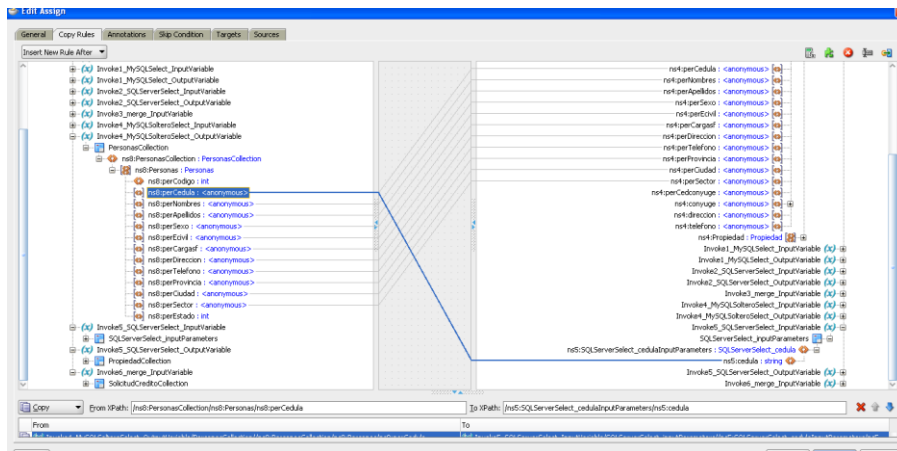 Edit Assign
General Copy Rules Annotations Skip Condition Targets Sources
Insert New Rule After
Invoke1_MySQLSelect_InputVariable
Invoke1_MySQLSelect_OutputVariable
Invoke2_SQLServerSelect_InputVariable
Invoke2_SQLServerSelect_OutputVariable
Invoke3_merge_InputVariable
Invoke4_MySQLSolteroSelect_InputVariable
Invoke4_MySQLSolteroSelect_OutputVariable
PersonasCollection
ns8:PersonasCollection : PersonasCollection
ns8:Personas : Personas
ns8:perCodigo : int
ns8:perCedula : <anonymous>
ns8:perNombres : <anonymous>
ns8:perApellidos : <anonymous>
ns8:perSexo : <anonymous>
ns8:perEcivil : <anonymous>
ns8:perCargasf : <anonymous>
ns8:perDireccion : <anonymous>
ns8:perTelefono : <anonymous>
ns8:perProvincia : <anonymous>
ns8:perCiudad : <anonymous>
ns8:perSector : <anonymous>
ns8:perEstado : int
Invoke5_SQLServerSelect_InputVariable
SQLServerSelect_inputParameters
Invoke5_SQLServerSelect_OutputVariable
PropiedadCollection
Invoke6_merge_InputVariable
SolicitudCreditoCollection
ns4:perCedula : <anonymous>
ns4:perNombres : <anonymous>
ns4:perApellidos : <anonymous>
ns4:perSexo : <anonymous>
ns4:perEcivil : <anonymous>
ns4:perCargasf : <anonymous>
ns4:perDireccion : <anonymous>
ns4:perTelefono : <anonymous>
ns4:perProvincia : <anonymous>
ns4:perCiudad : <anonymous>
ns4:perSector : <anonymous>
ns4:perCedconyuge : <anonymous>
ns4:conyuge : <anonymous>
ns4:direccion : <anonymous>
ns4:telefono : <anonymous>
ns4:Propiedad : Propiedad
Invoke1_MySQLSelect_InputVariable
Invoke1_MySQLSelect_OutputVariable
Invoke2_SQLServerSelect_InputVariable
Invoke2_SQLServerSelect_OutputVariable
Invoke3_merge_InputVariable
Invoke4_MySQLSolteroSelect_InputVariable
Invoke4_MySQLSolteroSelect_OutputVariable
Invoke5_SQLServerSelect_InputVariable
SQLServerSelect_inputParameters
ns5:SQLServerSelect_cedulaInputParameters : SQLServerSelect_cedula
ns5:cedula : string
Invoke5_SQLServerSelect_OutputVariable
Invoke6_merge_InputVariable
Copy From XPath: /ns8:PersonasCollection/ns8:Personas/ns8:perCedula To XPath: /ns5:SQLServerSelect_cedulaInputParameters/ns5:cedula
From To